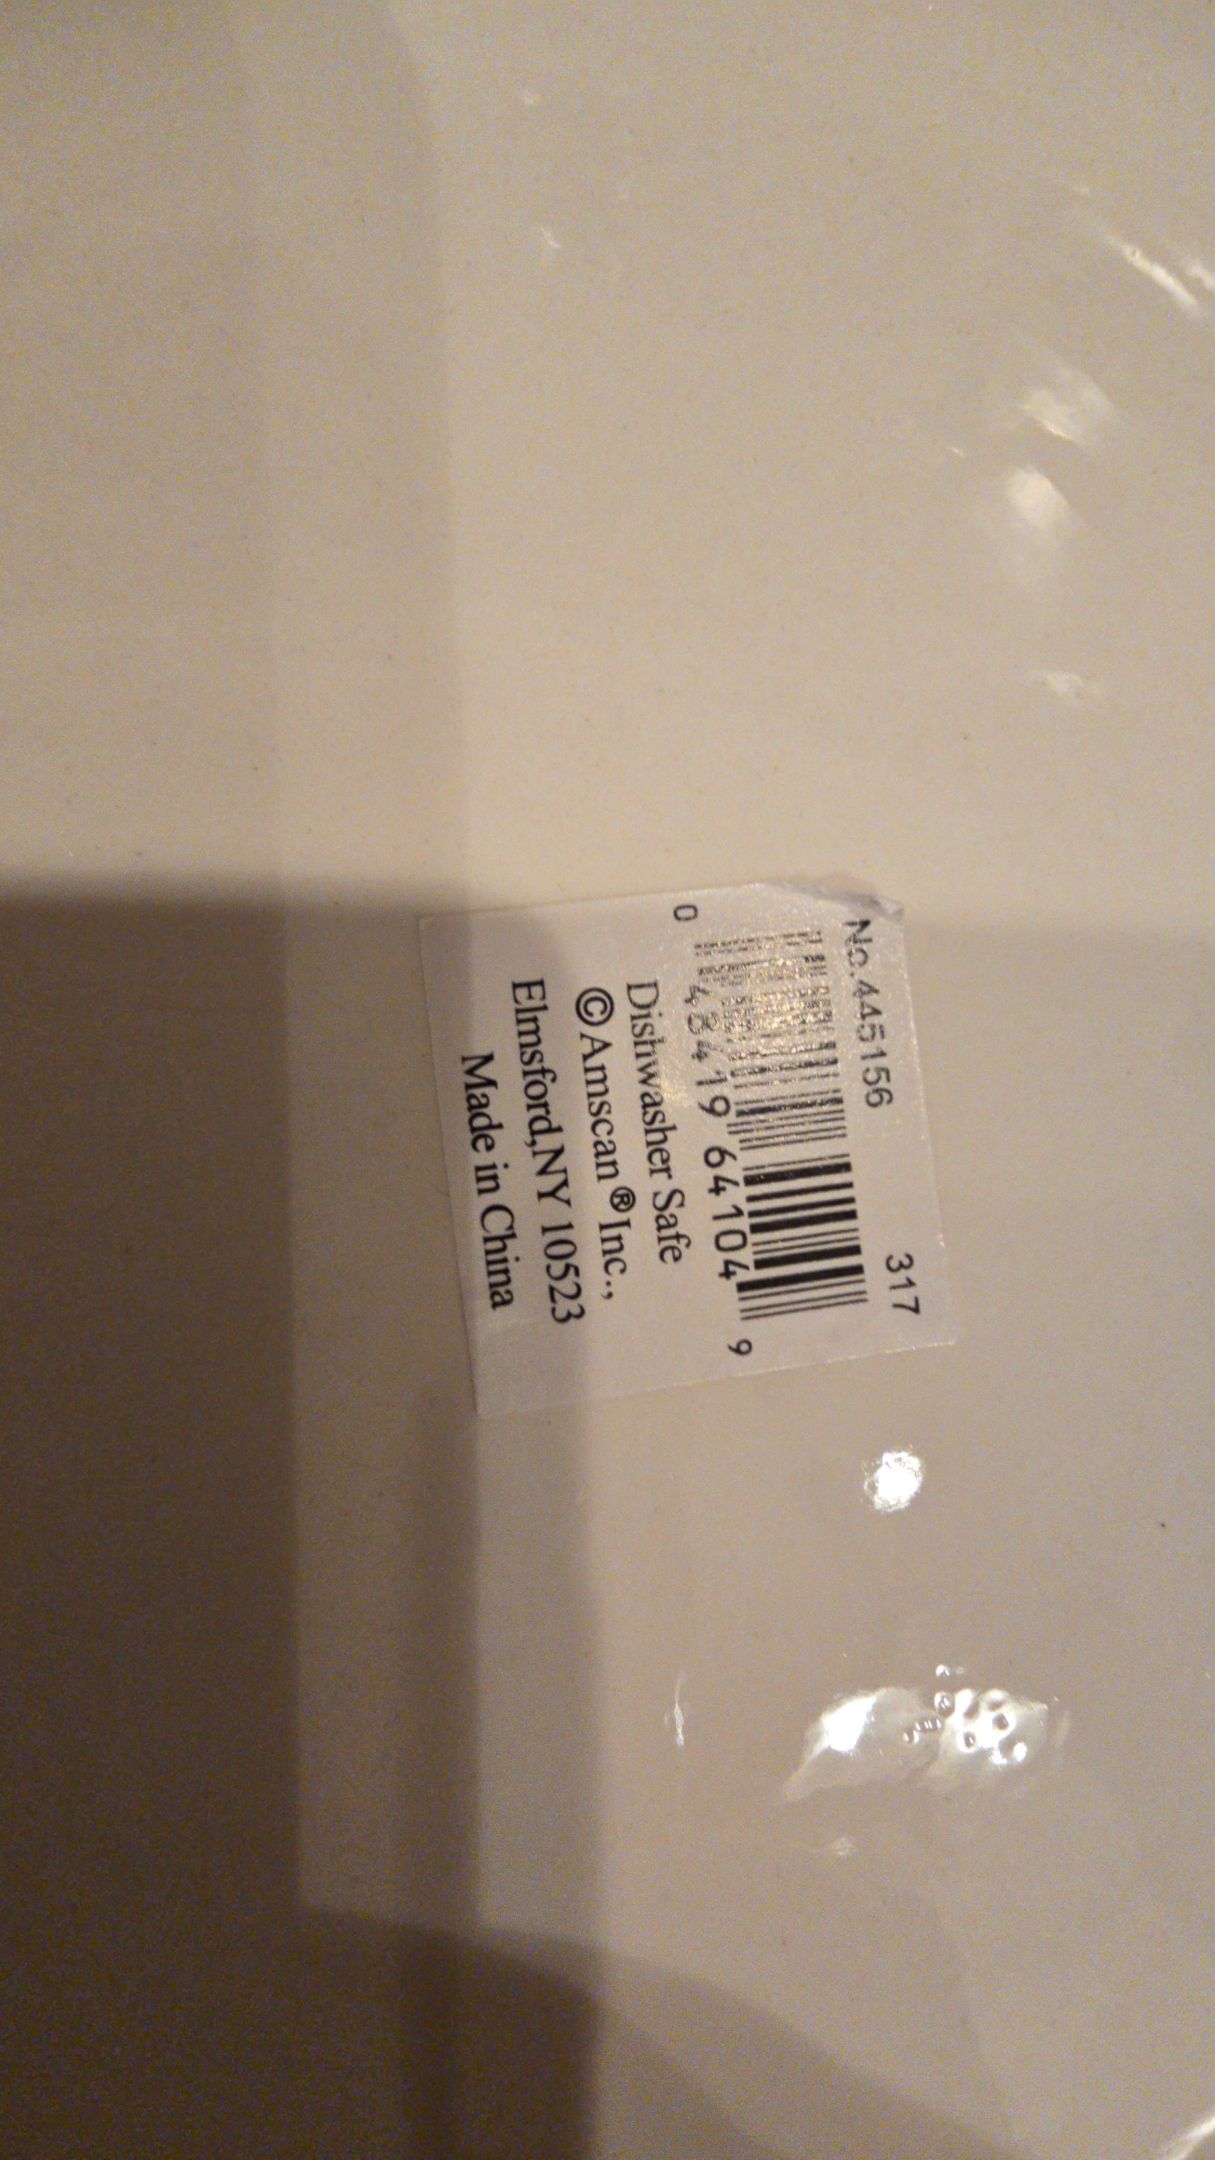 No.445156 317
0 48419 64104 9
Dishwasher Safe
© Amscan ® Inc.,
Elmsford,NY 10523
Made in China